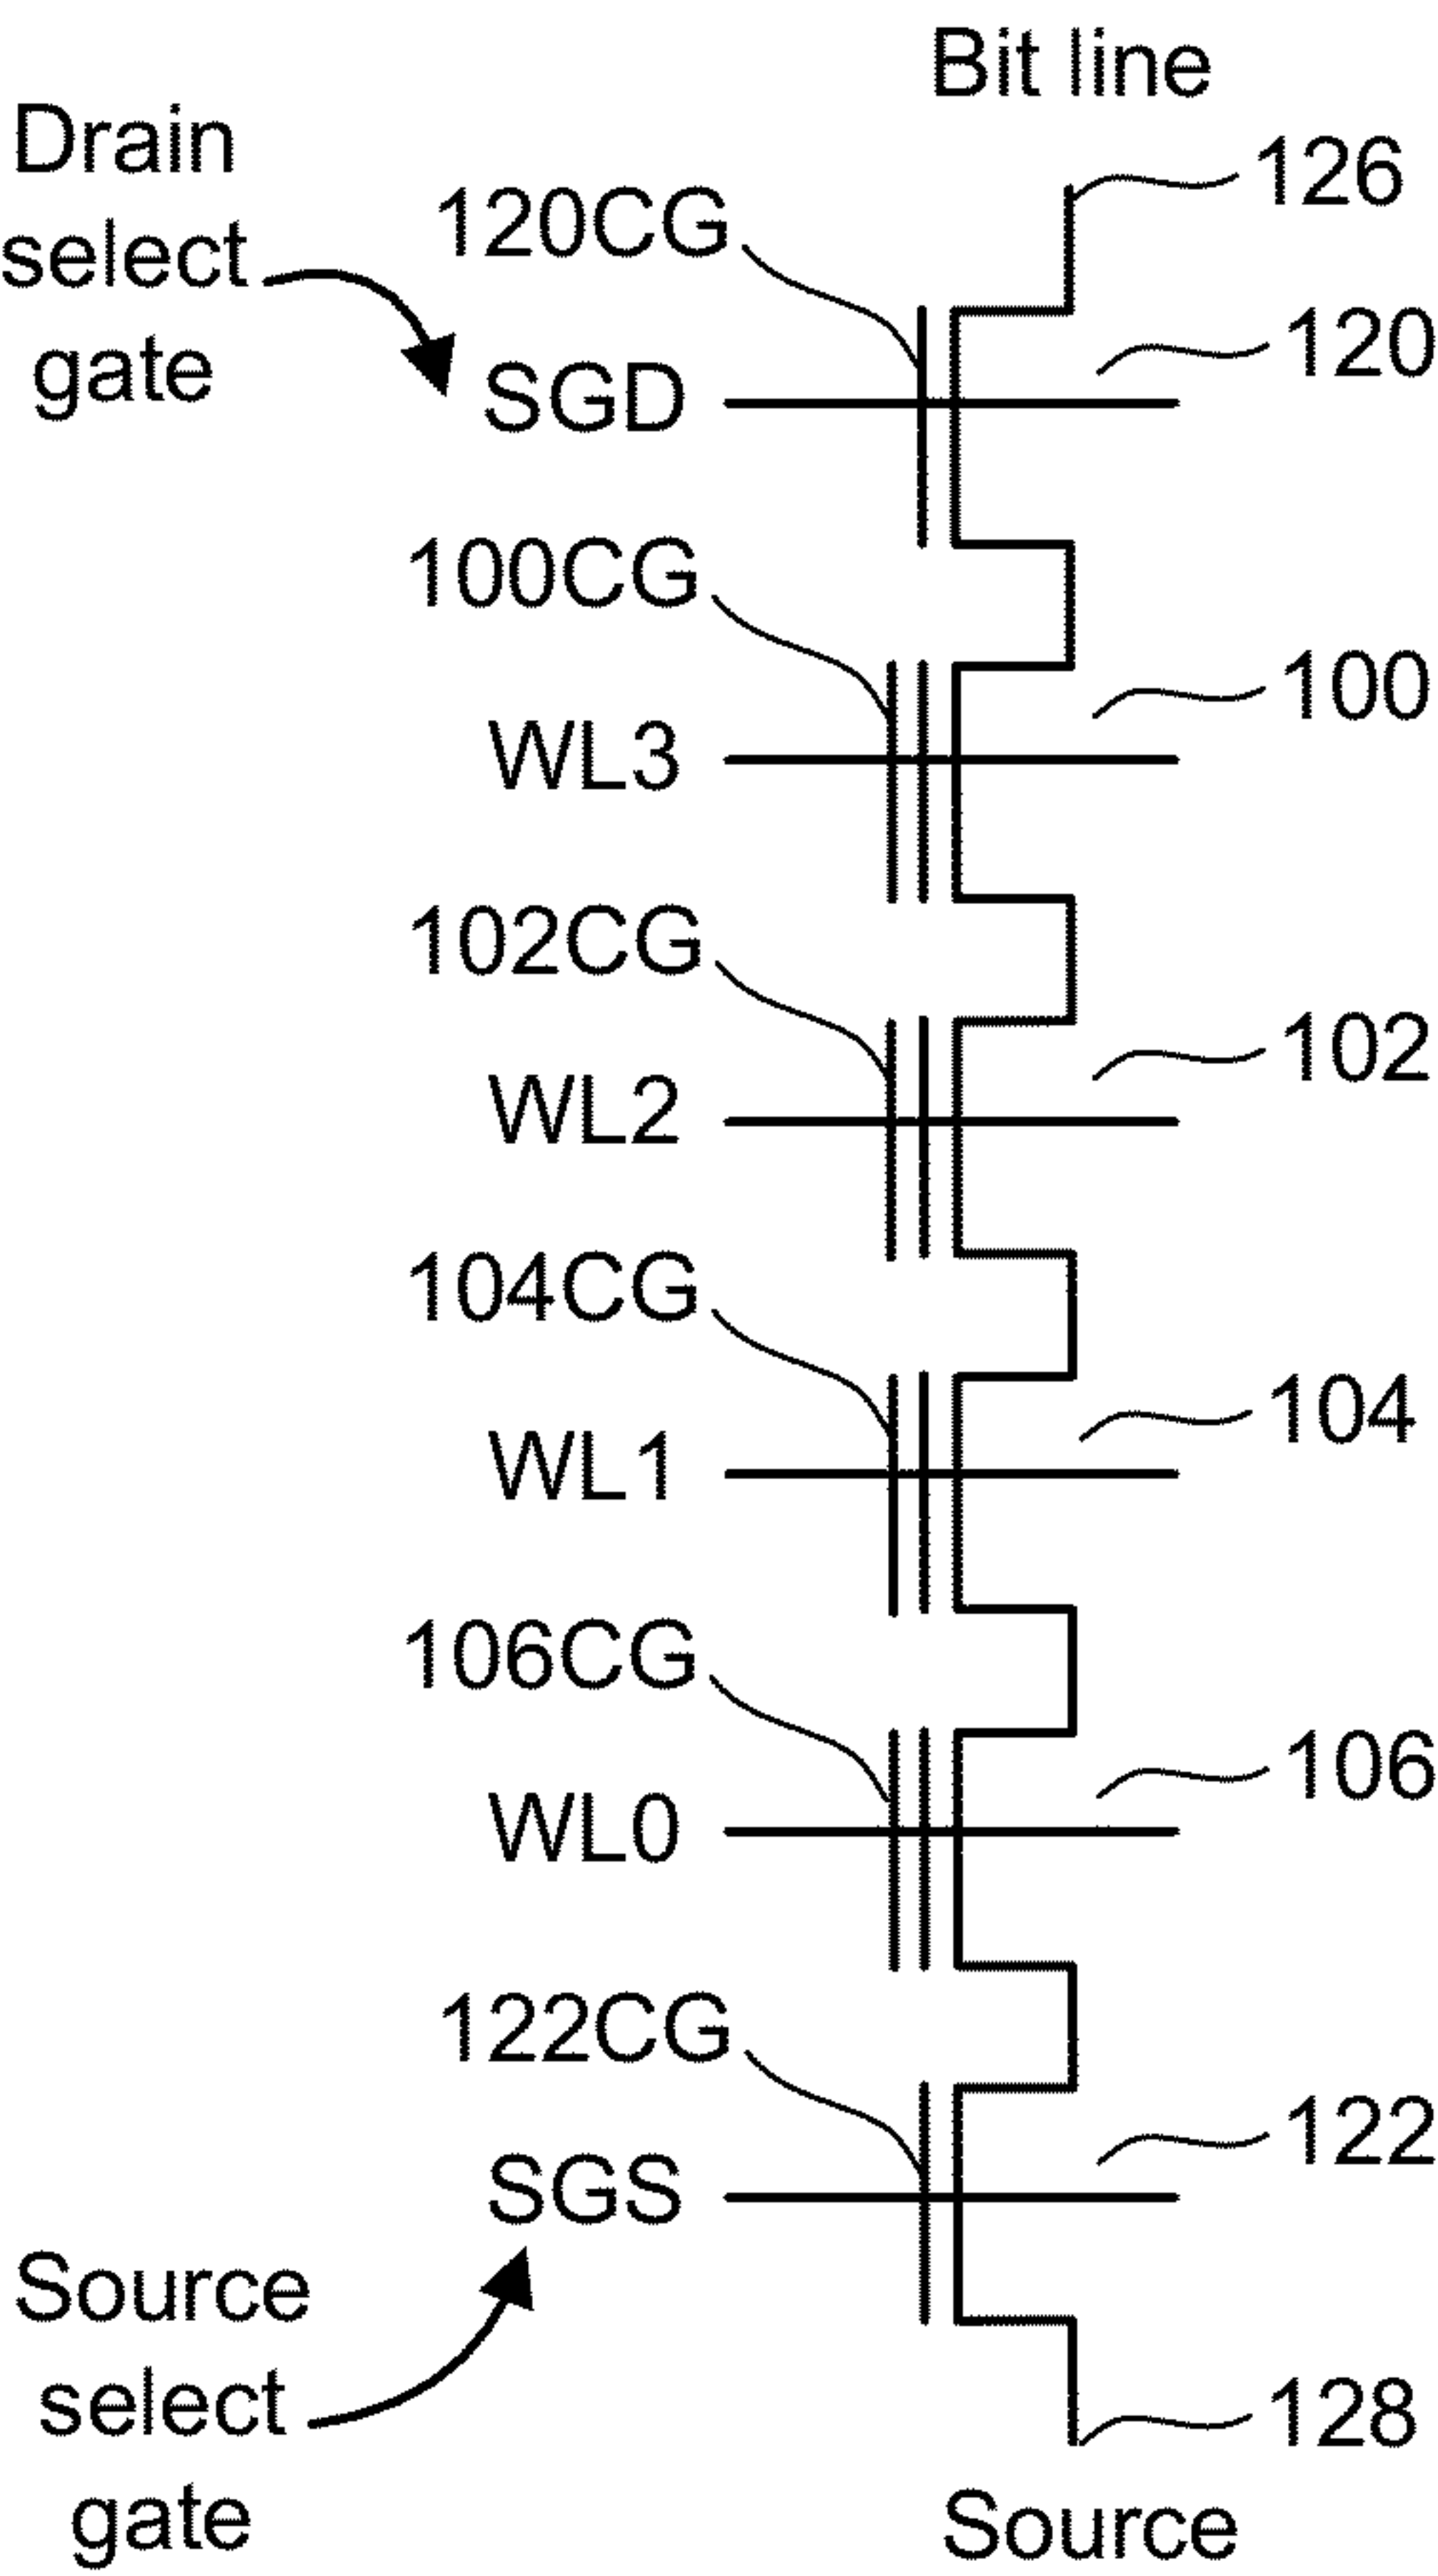 Bit line
Drain
select
gate
126
120CG
120
SGD
100CG
100
WL3
102CG
102
WL2
104CG
104
WL1
106CG
106
WL0
122CG
122
SGS
Source
select
gate
128
Source